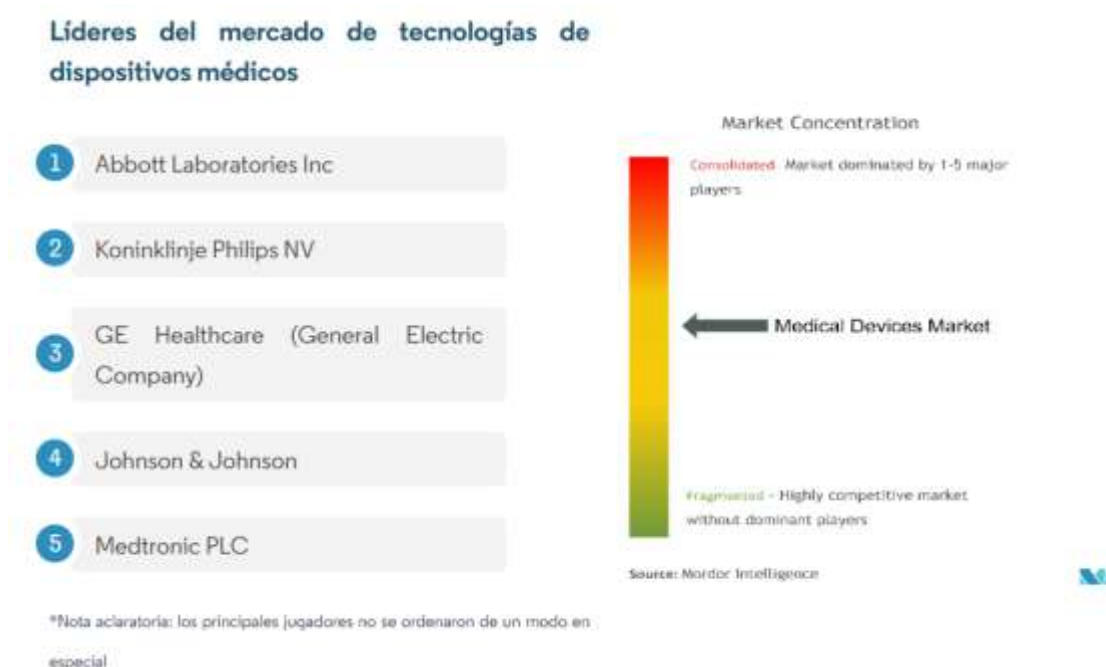 Líderes del mercado de tecnologías de
dispositivos médicos
1 Abbott Laboratories Inc
2 Koninklinje Philips NV
3 GE Healthcare (General Electric
Company)
4 Johnson & Johnson
5 Medtronic PLC
*Nota aclaratoria: los principales jugadores no se ordenaron de un modo en
especial
Market Concentration
Consolidated- Market dominated by 1-5 major
players
Medical Devices Market
Fragmented - Highly competitive market
without dominant players
Source: Mordor Intelligence